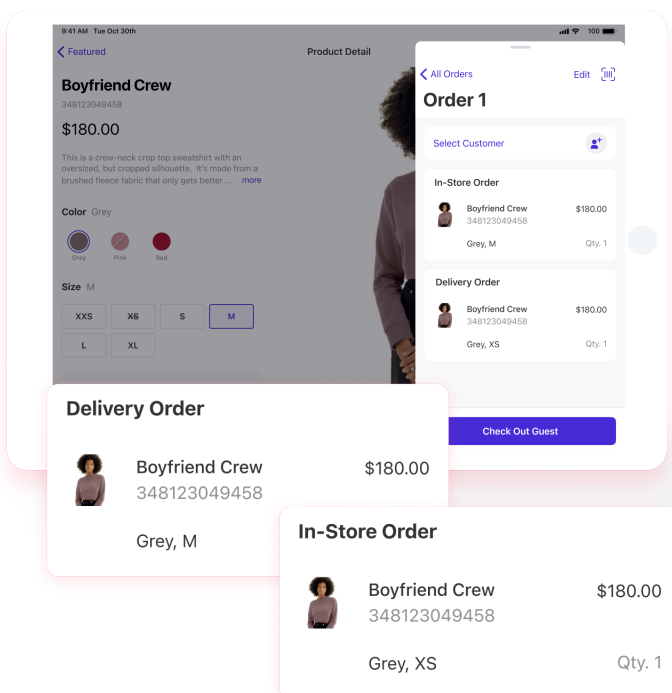 9:41 AM Tue Oct 30th
100
Featured
Product Detail
Boyfriend Crew
348123049458
$180.00
This is a crew-neck crop top sweatshirt with an
oversized, but cropped silhouette. It's made from a
brushed fleece fabric that only gets better ... more
Color Grey
Grey
Pink
Red
Size M
XXS
XS
S
M
L
XL
All Orders
Edit
Order 1
Select Customer
In-Store Order
Boyfriend Crew $180.00
348123049458
Grey, M Qty. 1
Delivery Order
Boyfriend Crew $180.00
348123049458
Grey, XS Qty. 1
Check Out Guest
Delivery Order
Boyfriend Crew $180.00
348123049458
Grey, M
In-Store Order
Boyfriend Crew $180.00
348123049458
Grey, XS Qty. 1